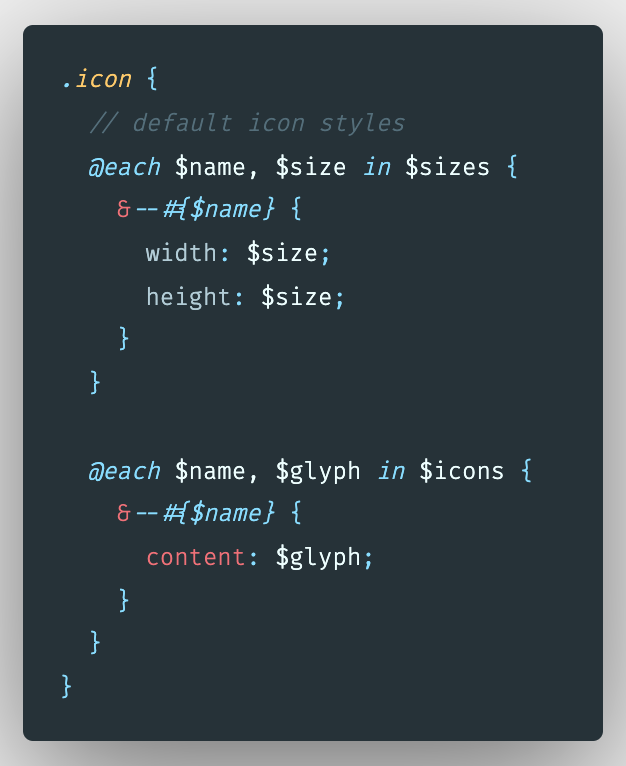 .icon {
  // default icon styles
  @each $name, $size in $sizes {
    &--#{$name} {
      width: $size;
      height: $size;
    }
  }

  @each $name, $glyph in $icons {
    &--#{$name} {
      content: $glyph;
    }
  }
}